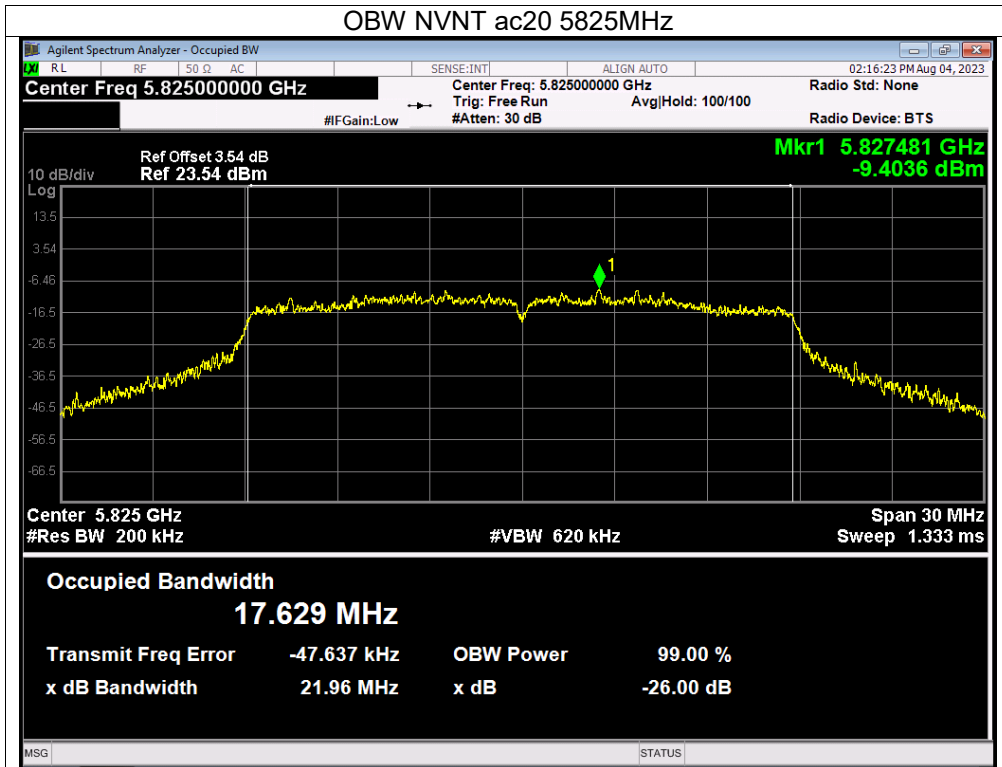 OBW NVNT ac20 5825MHz
Agilent Spectrum Analyzer - Occupied BW
LXI RL RF 50 Ω AC SENSE:INT ALIGN AUTO 02:16:23 PM Aug 04, 2023
Center Freq 5.825000000 GHz Center Freq: 5.825000000 GHz Radio Std: None
Trig: Free Run Avg|Hold: 100/100
#IFGain:Low #Atten: 30 dB Radio Device: BTS
Mkr1 5.827481 GHz
-9.4036 dBm
Ref Offset 3.54 dB
10 dB/div Ref 23.54 dBm
Log
13.5
3.54
1
-6.46
-16.5
-26.5
-36.5
-46.5
-56.5
-66.5
Center 5.825 GHz Span 30 MHz
#Res BW 200 kHz #VBW 620 kHz Sweep 1.333 ms
Occupied Bandwidth
17.629 MHz
Transmit Freq Error -47.637 kHz OBW Power 99.00 %
x dB Bandwidth 21.96 MHz x dB -26.00 dB
MSG STATUS